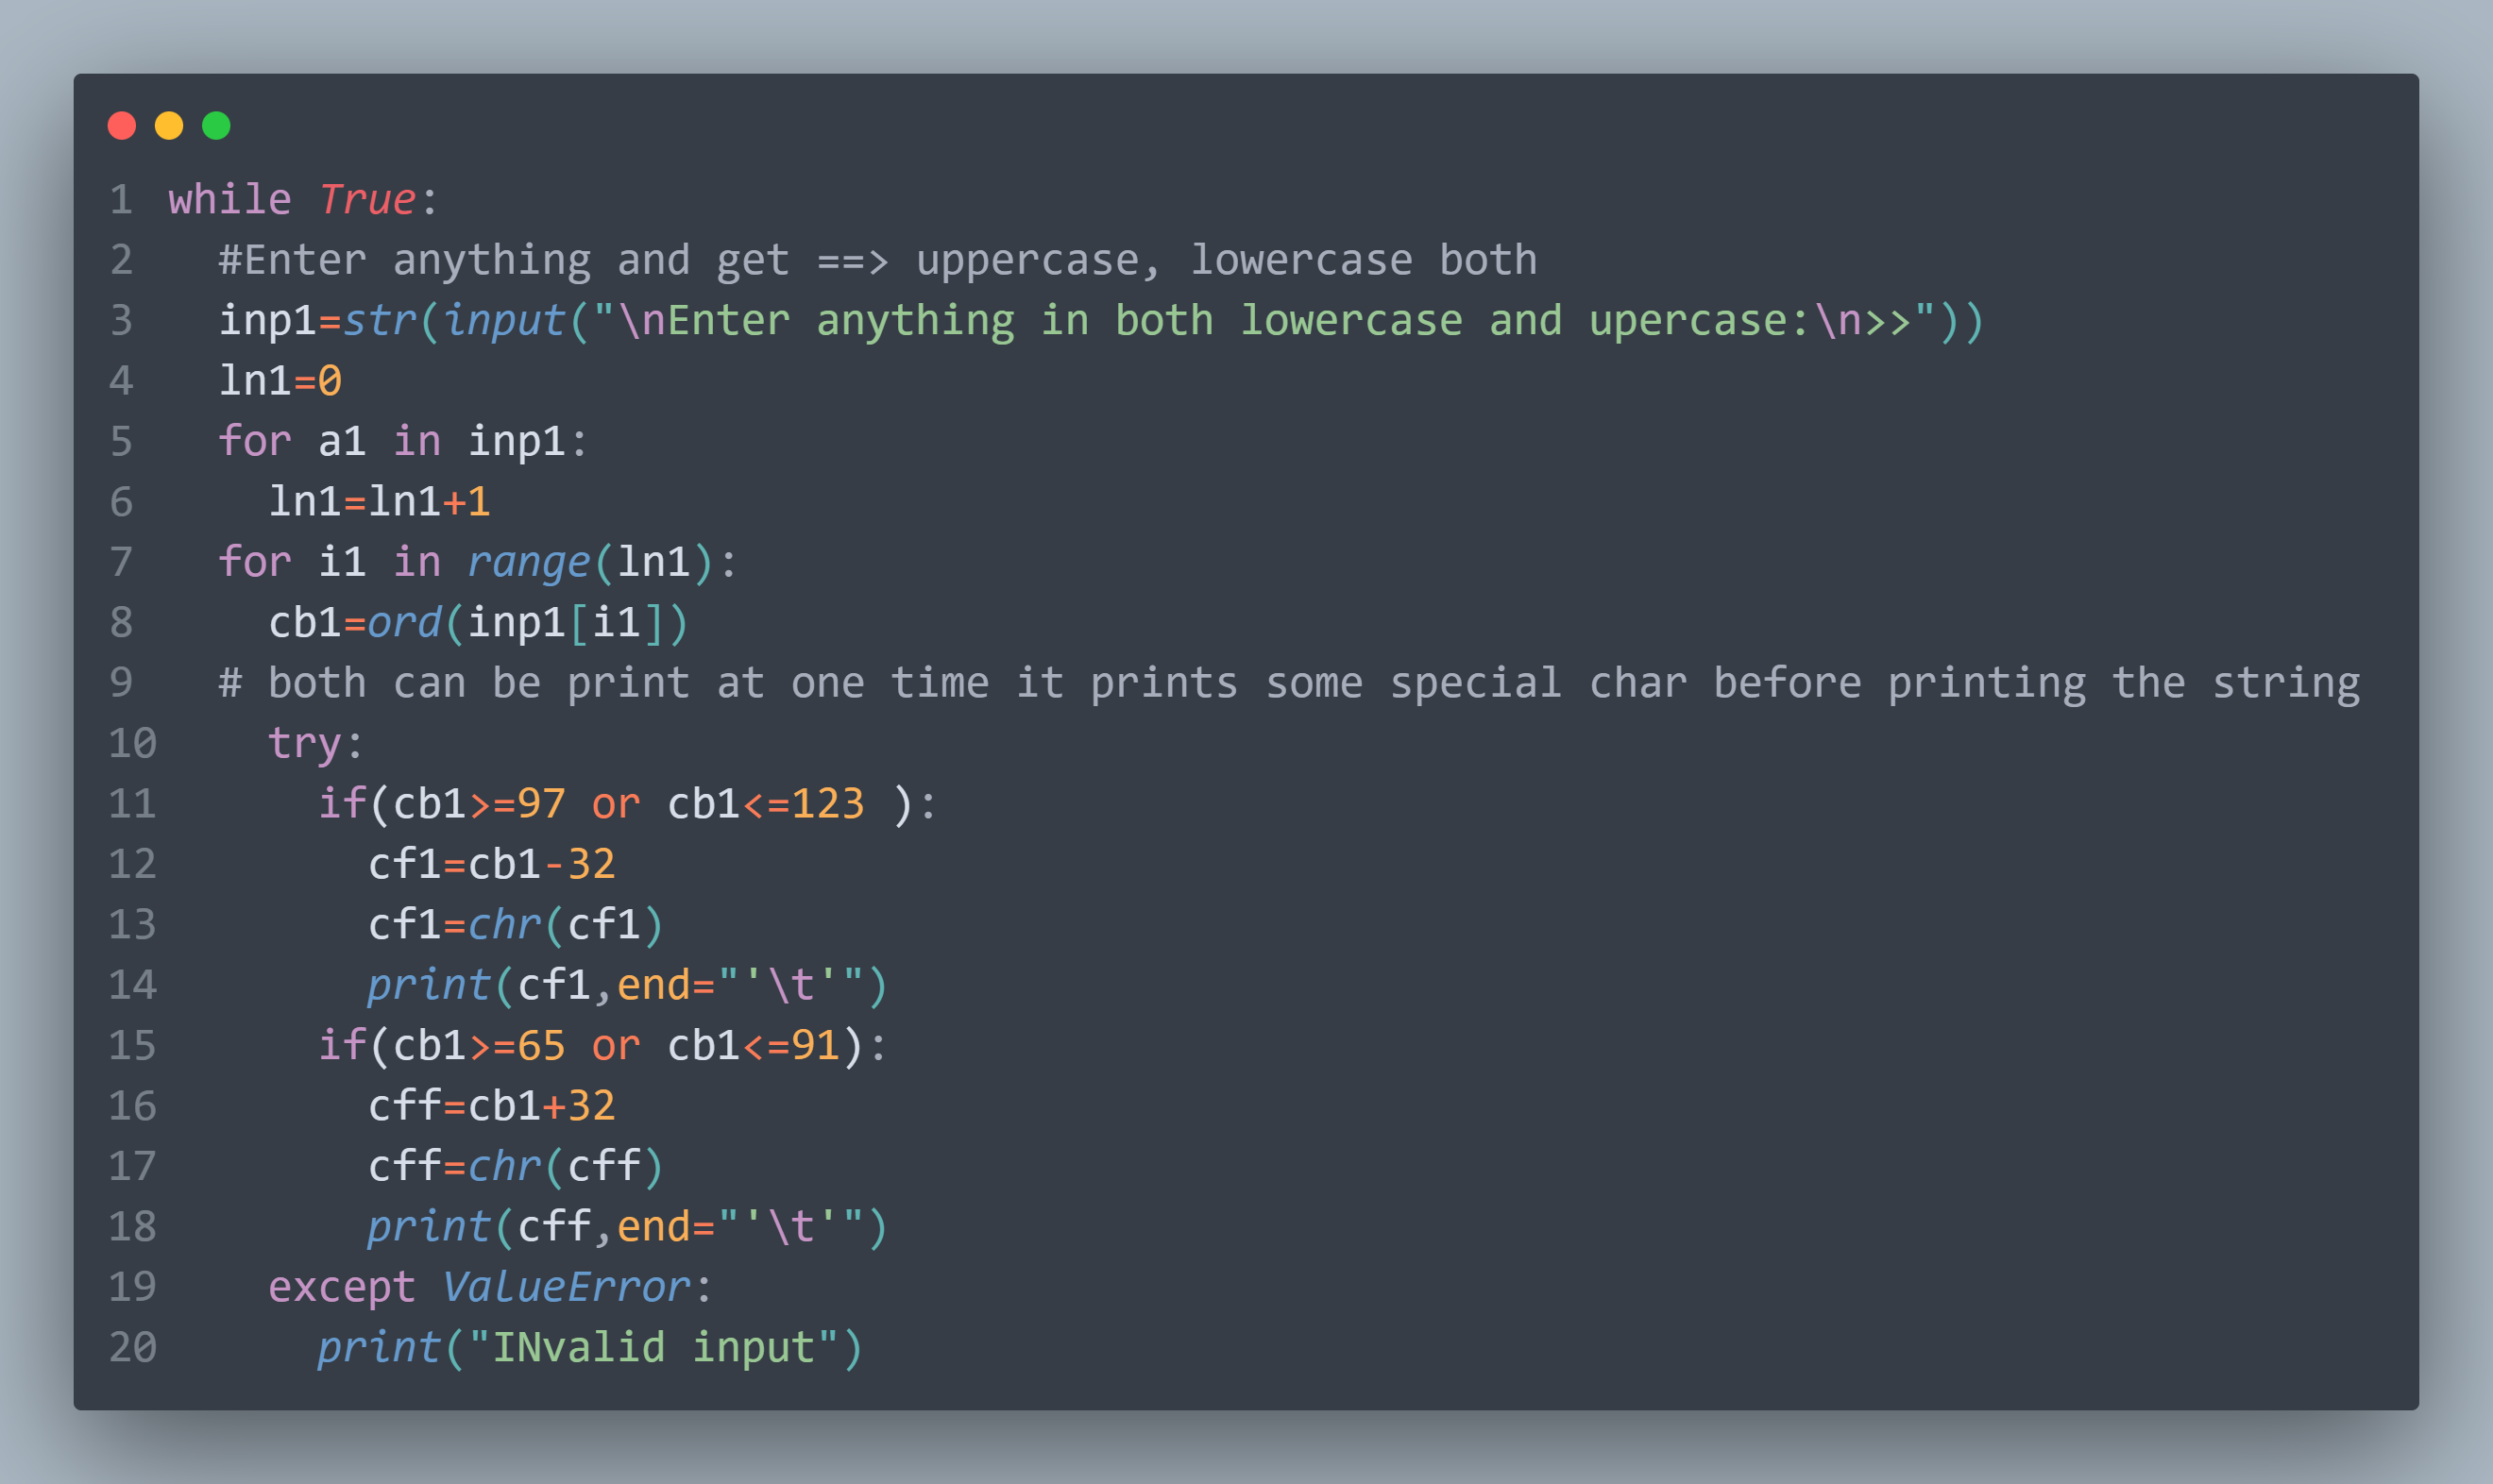 1 while True:
2   #Enter anything and get ==> uppercase, lowercase both
3   inp1=str(input("\nEnter anything in both lowercase and upercase:\n>>"))
4   ln1=0
5   for a1 in inp1:
6     ln1=ln1+1
7   for i1 in range(ln1):
8     cb1=ord(inp1[i1])
9   # both can be print at one time it prints some special char before printing the string
10     try:
11       if(cb1>=97 or cb1<=123 ):
12         cf1=cb1-32
13         cf1=chr(cf1)
14         print(cf1,end="'\t'")
15       if(cb1>=65 or cb1<=91):
16         cff=cb1+32
17         cff=chr(cff)
18         print(cff,end="'\t'")
19     except ValueError:
20       print("INvalid input")